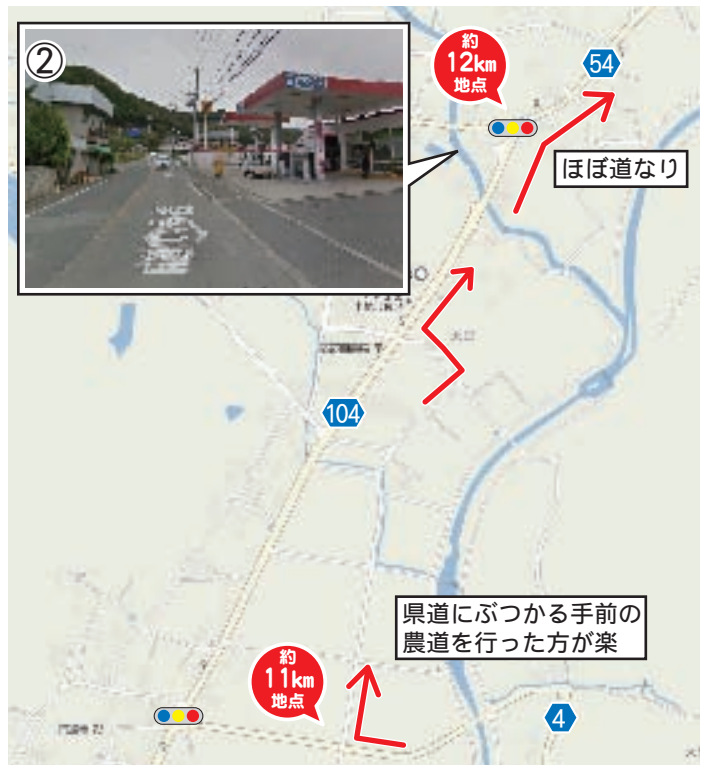 ②
約
12km
地点
54
ほぼ道なり
104
県道にぶつかる手前の
農道を行った方が楽
約
11km
地点
4